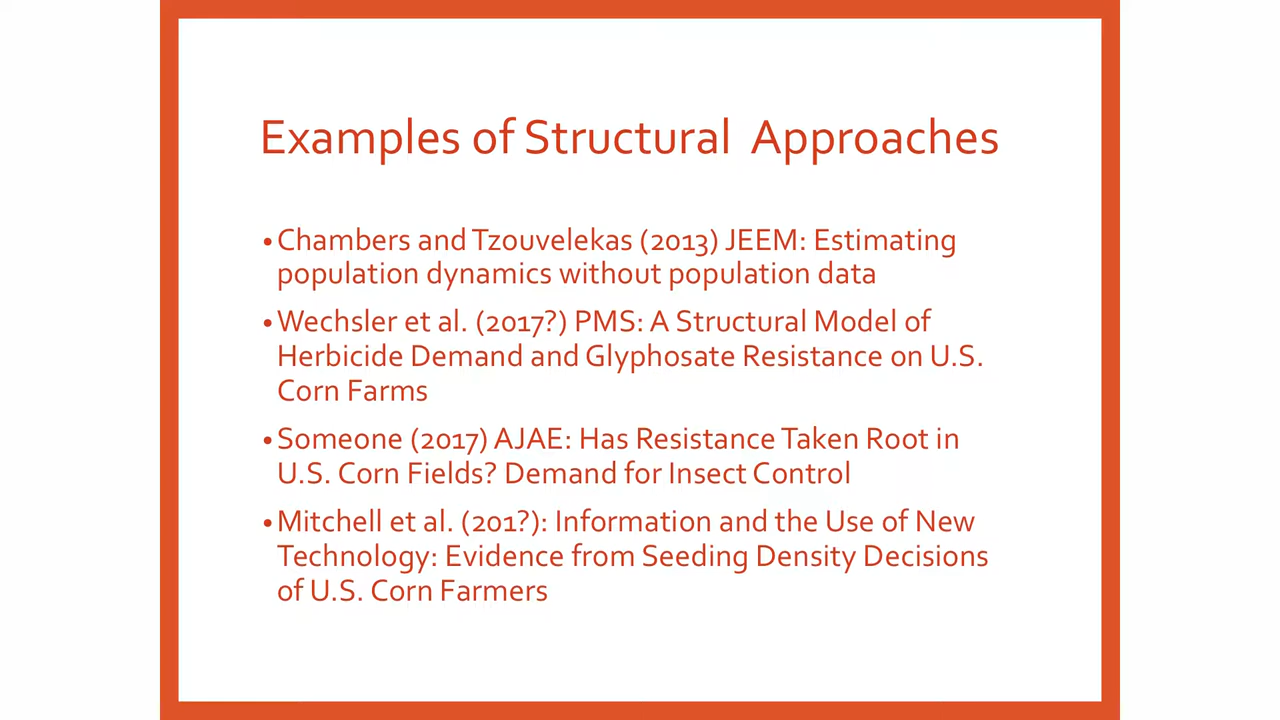 Examples of Structural Approaches
• Chambers and Tzouvelekas (2013) JEEM: Estimating
population dynamics without population data
• Wechsler et al. (2017?) PMS: A Structural Model of
Herbicide Demand and Glyphosate Resistance on U.S.
Corn Farms
• Someone (2017) AJAE: Has Resistance Taken Root in
U.S. Corn Fields? Demand for Insect Control
• Mitchell et al. (201?): Information and the Use of New
Technology: Evidence from Seeding Density Decisions
of U.S. Corn Farmers